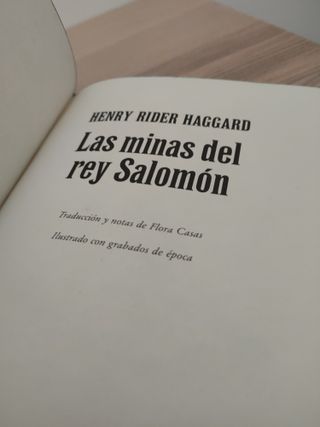 HENRY RIDER HAGGARD
Las minas del
rey Salomón
Traducción y notas de Flora Casas
Ilustrado con grabados de época